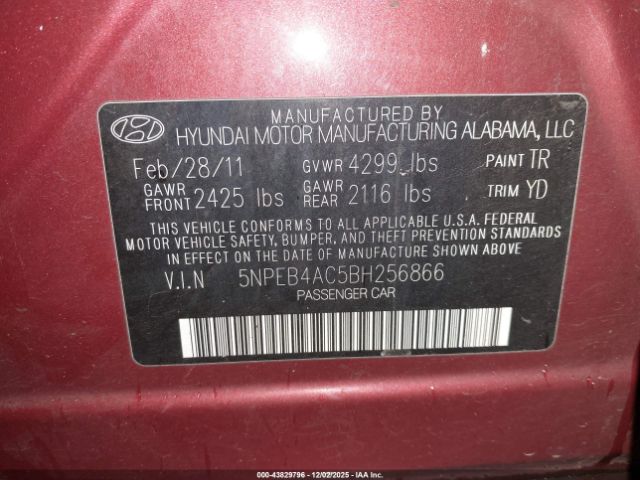 MANUFACTURED BY
HYUNDAI MOTOR MANUFACTURING ALABAMA, LLC
Feb/28/11 GVWR 4299 lbs PAINT TR
GAWR FRONT 2425 lbs GAWR REAR 2116 lbs TRIM YD
THIS VEHICLE CONFORMS TO ALL APPLICABLE U.S.A. FEDERAL
MOTOR VEHICLE SAFETY, BUMPER, AND THEFT PREVENTION STANDARDS
IN EFFECT ON THE DATE OF MANUFACTURE SHOWN ABOVE.
V.I.N 5NPEB4AC5BH256866
PASSENGER CAR
000-43829796 - 12/02/2025 - IAAI.COM